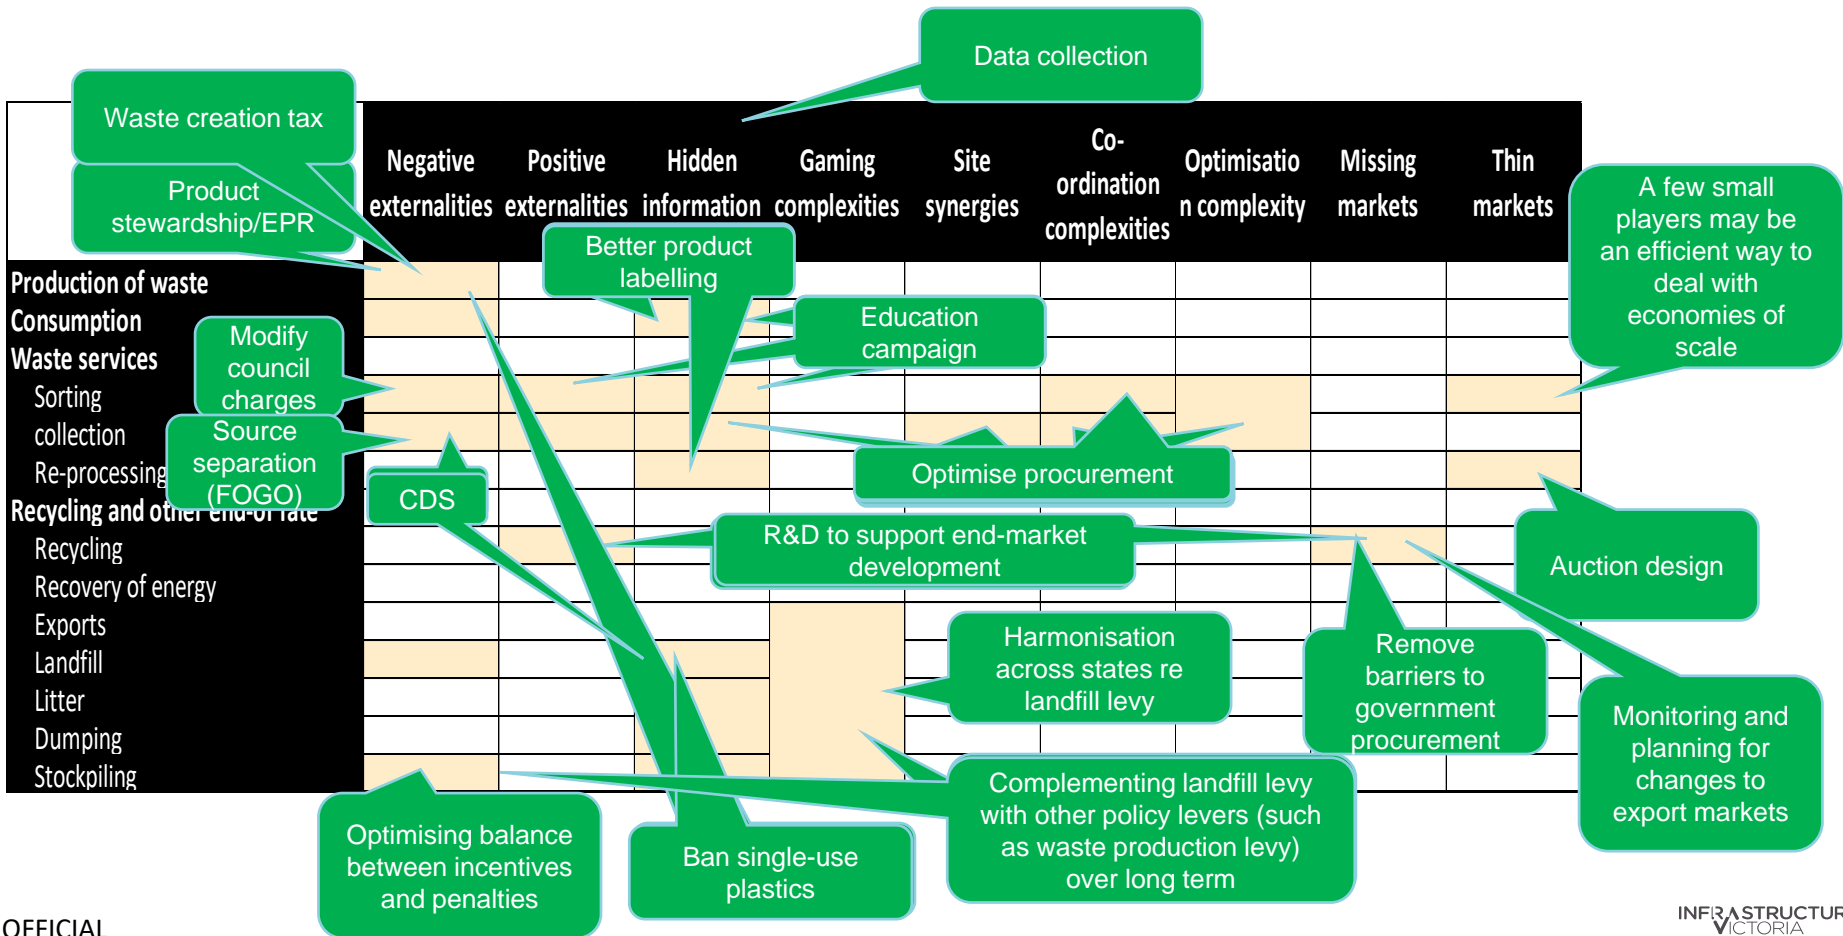 Data collection
Waste creation tax
Product
stewardship/EPR
Negative
externalities
Positive
externalities
Hidden
information
Gaming
complexities
Site
synergies
Co-
ordination
complexities
Optimisatio
n complexity
Missing
markets
Thin
markets
A few small
players may be
an efficient way to
deal with
economies of
scale
Better product
labelling
Education
campaign
Production of waste
Consumption
Waste services
Sorting
collection
Re-processing
Recycling and other end-of fate
Recycling
Recovery of energy
Exports
Landfill
Litter
Dumping
Stockpiling
Modify
council
charges
Source
separation
(FOGO)
CDS
Optimise procurement
R&D to support end-market
development
Auction design
Harmonisation
across states re
landfill levy
Remove
barriers to
government
procurement
Monitoring and
planning for
changes to
export markets
Optimising balance
between incentives
and penalties
Ban single-use
plastics
Complementing landfill levy
with other policy levers (such
as waste production levy)
over long term
OFFICIAL
INFRASTRUCTUR
VICTORIA